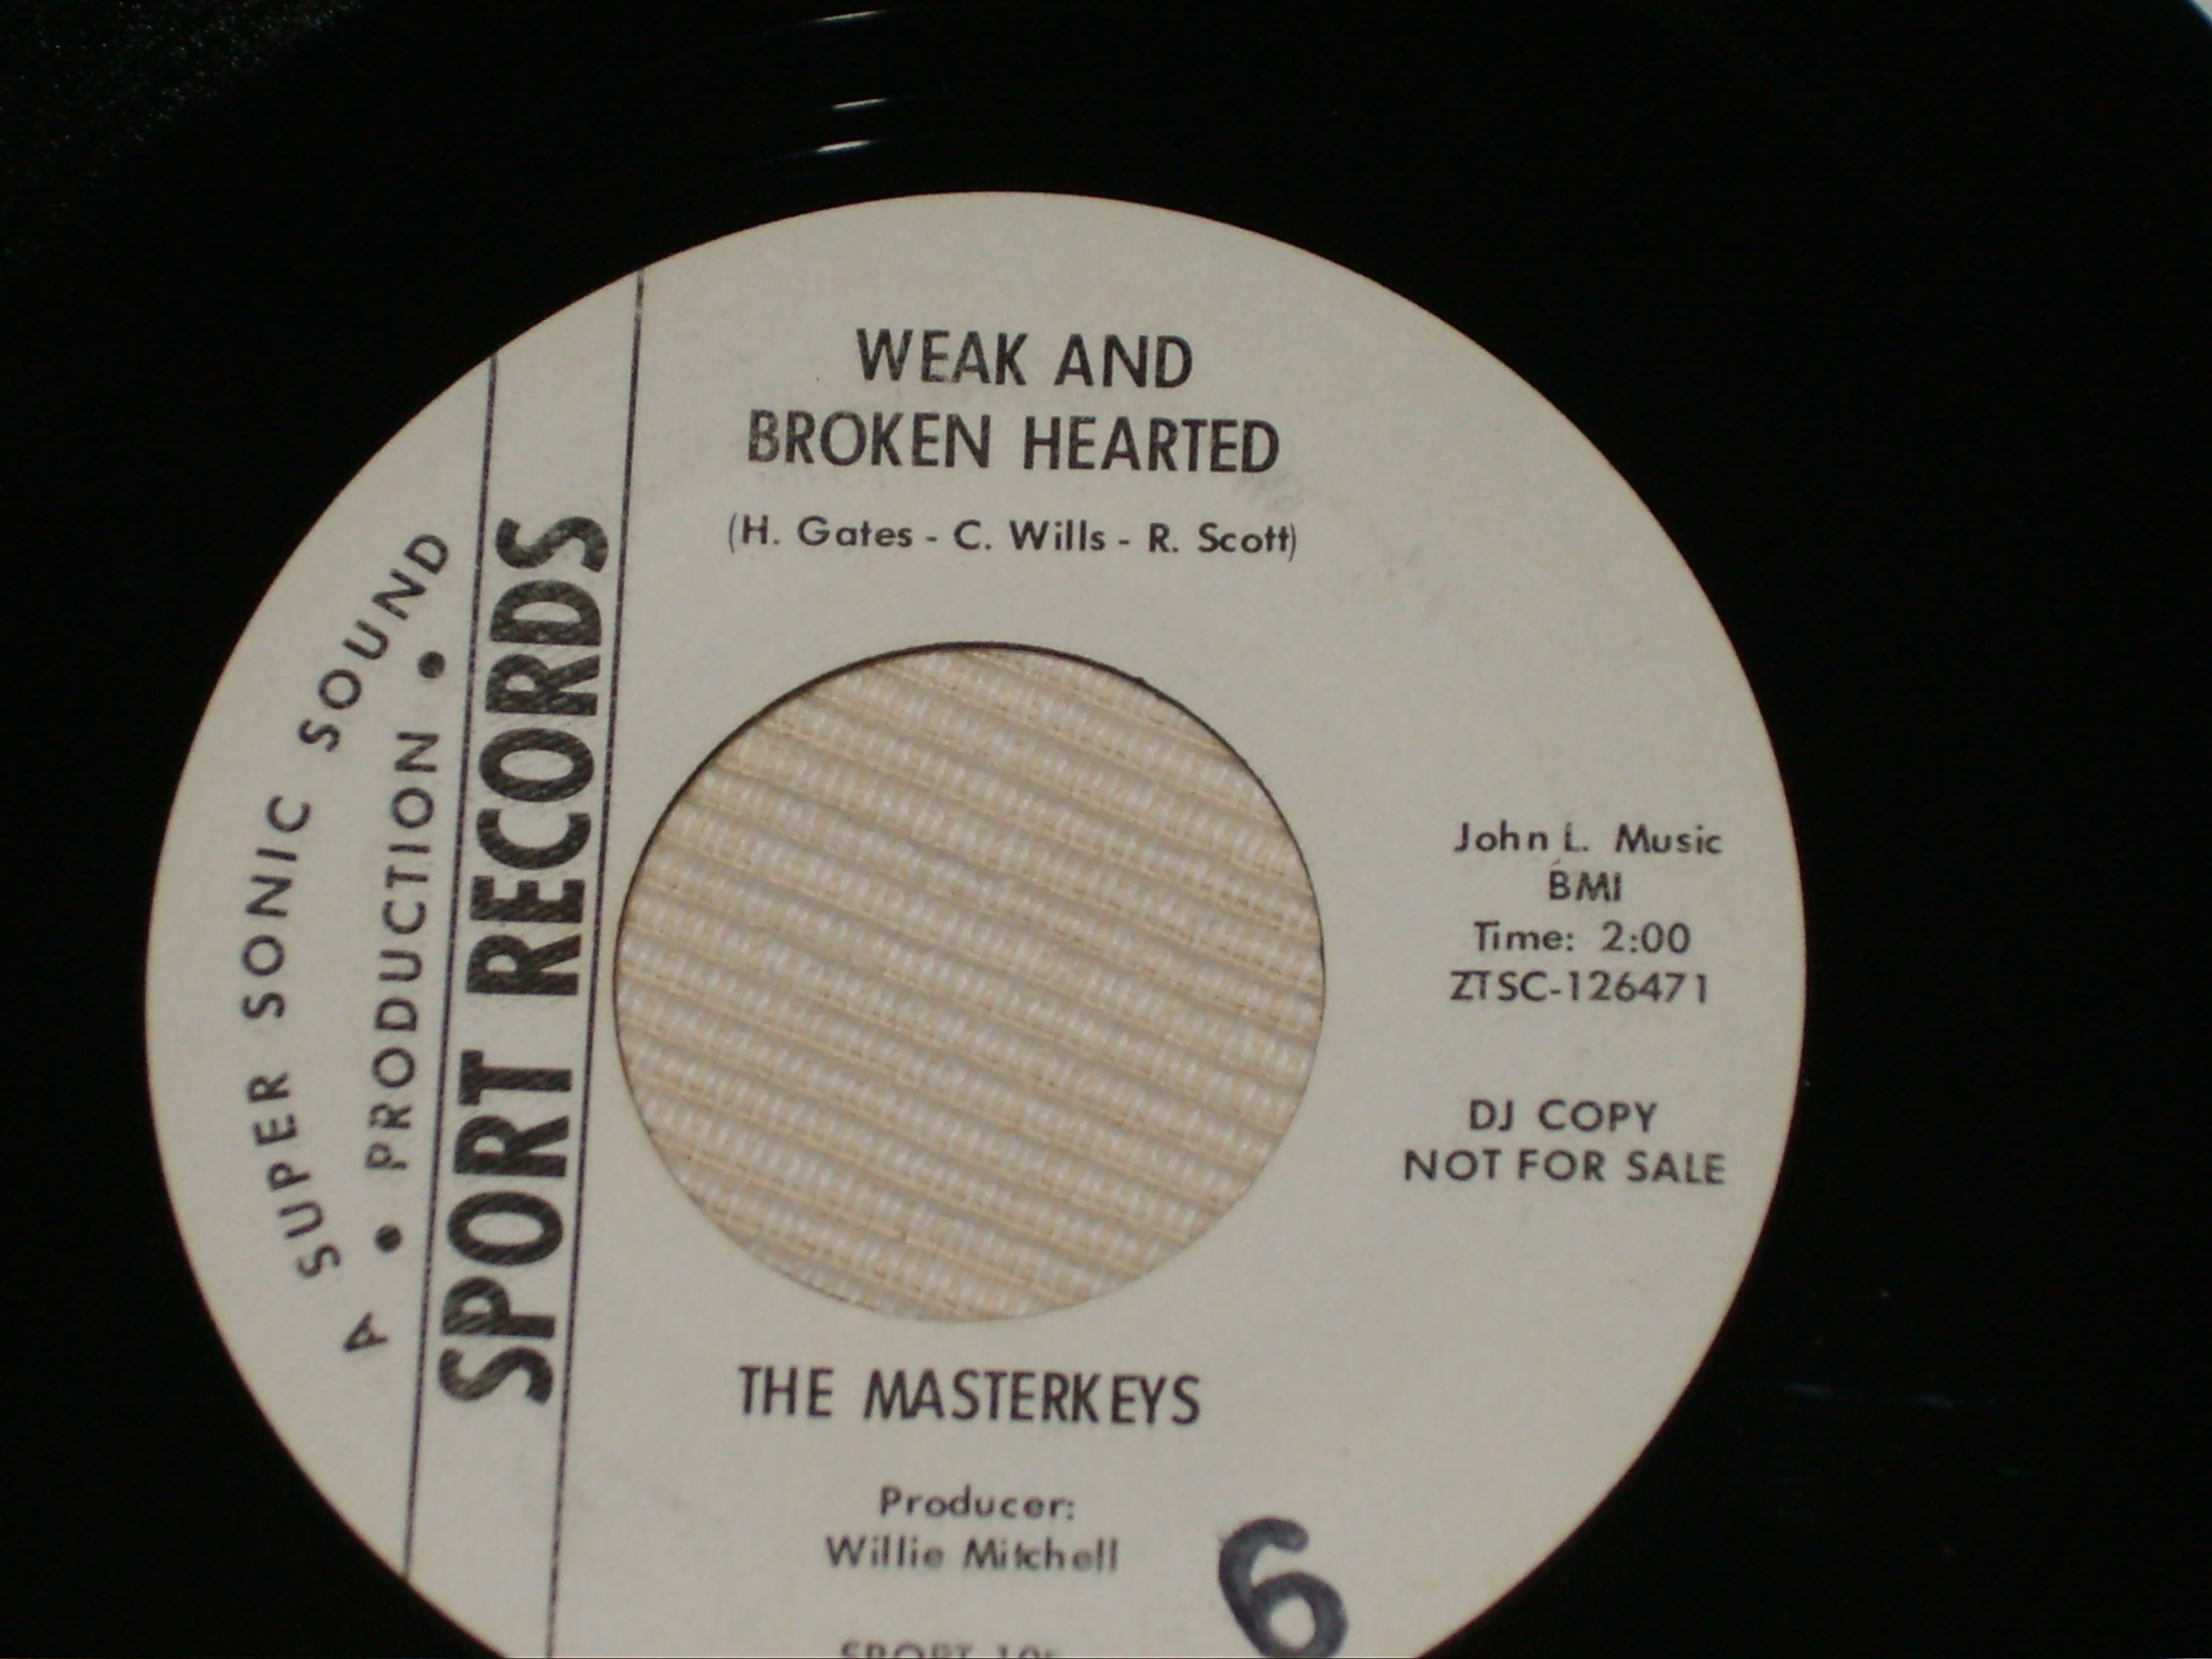 WEAK AND
BROKEN HEARTED
(H. Gates - C. Wills - R. Scott)
A SUPER SONIC SOUND
• PRODUCTION •
SPORT RECORDS
John L. Music
BMI
Time: 2:00
ZTSC-126471
DJ COPY
NOT FOR SALE
THE MASTERKEYS
Producer:
Willie Mitchell
6
SPORT